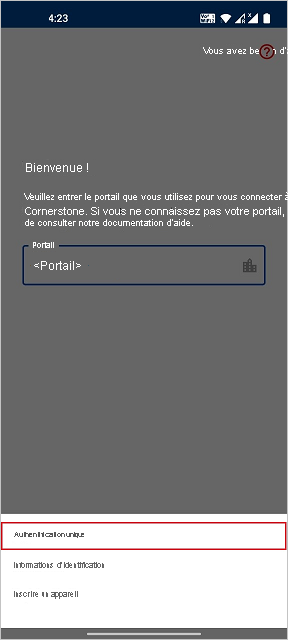 4:23
Vous avez be ? n d'a
Bienvenue !
Veuillez entrer le portail que vous utilisez pour vous connecter à
Cornerstone. Si vous ne connaissez pas votre portail,
de consulter notre documentation d'aide.
Portail
<Portail>
Authentification unique
Informations d'identification
Inscrire un appareil